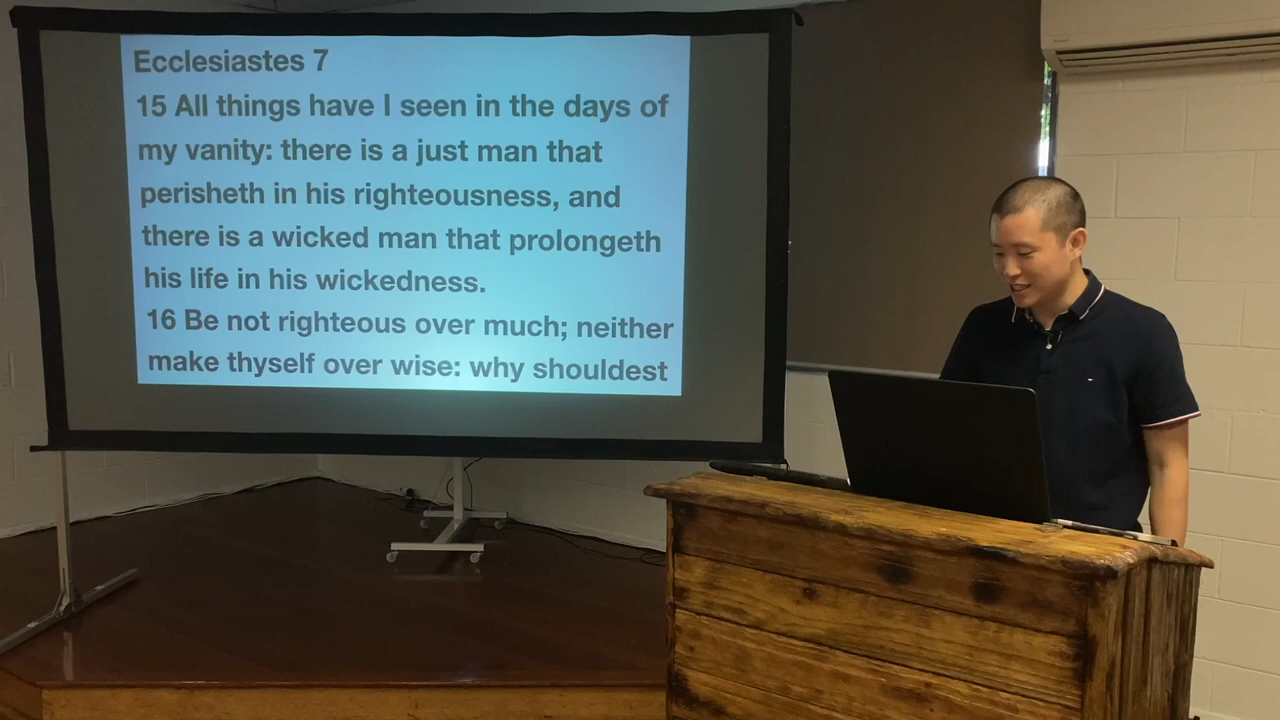 Ecclesiastes 7
15 All things have I seen in the days of
my vanity: there is a just man that
perisheth in his righteousness, and
there is a wicked man that prolongeth
his life in his wickedness.
16 Be not righteous over much; neither
make thyself over wise: why shouldest